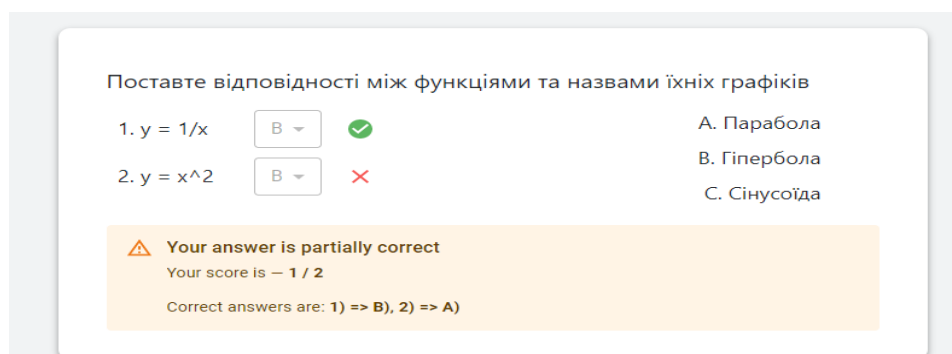 Поставте відповідності між функціями та назвами їхніх графіків
1. y = 1/x
B
2. y = x^2
B
A. Парабола
B. Гіпербола
C. Сінусоїда
Your answer is partially correct
Your score is — 1 / 2
Correct answers are: 1) => B), 2) => A)